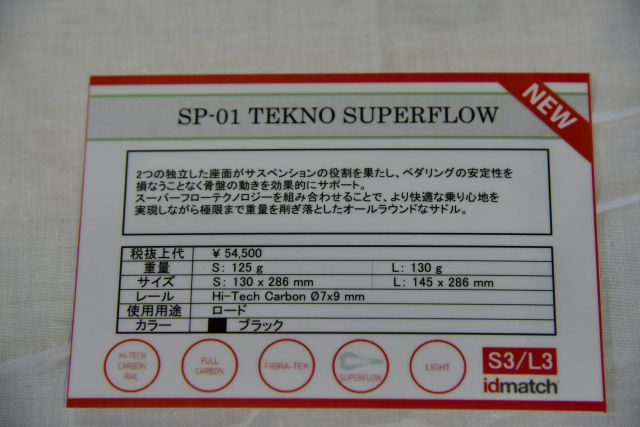 NEW
SP-01 TEKNO SUPERFLOW
2つの独立した座面がサスペンションの役割を果たし、ペダリングの安定性を
損なうことなく骨盤の動きを効果的にサポート。
スーパーフローテクノロジーを組み合わせることで、より快適な乗り心地を
実現しながら極限まで重量を削ぎ落としたオールラウンドなサドル。
税抜上代 ¥ 54,500
重量 S: 125 g L: 130 g
サイズ S: 130 x 286 mm L: 145 x 286 mm
レール Hi-Tech Carbon Ø7x9 mm
使用用途 ロード
カラー ブラック
HI-TECH
CARBON
RAIL
FULL
CARBON
FIBRA-TEK
SUPERFLOW
LIGHT
S3/L3
idmatch